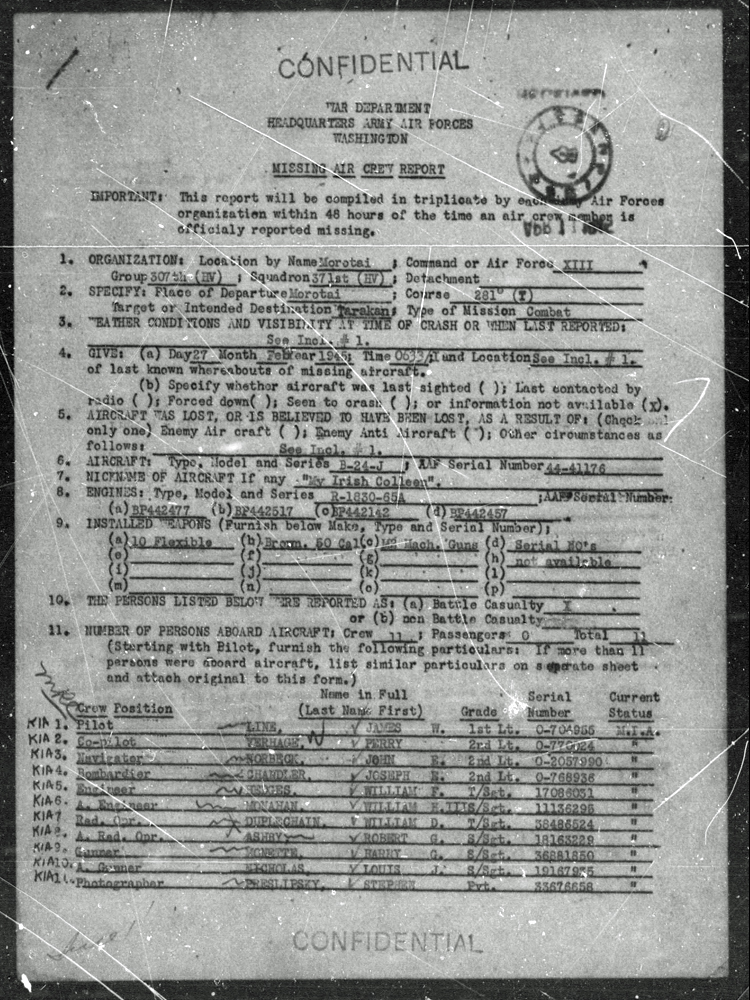 CONFIDENTIAL
WAR DEPARTMENT
HEADQUARTERS ARMY AIR FORCES
WASHINGTON
MISSING AIR CREW REPORT
IMPORTANT: This report will be compiled in triplicate by each Air Forces
organization within 48 hours of the time an air crew member is
officialy reported missing.
1. ORGANIZATION: Location by Name Morotai ; Command or Air Force XIII
Group 307th (HV) ; Squadron 371st (HV) ; Detachment
2. SPECIFY: Place of Departure Morotai ; Course 281° (T)
Target or Intended Destination Tarakan; Type of Mission Combat
3. WEATHER CONDITIONS AND VISIBILITY AT TIME OF CRASH OR WHEN LAST REPORTED:
See Incl. # 1.
4. GIVE: (a) Day 27 Month Year 1945; Time 0633/I and Location See Incl. # 1.
of last known whereabouts of missing aircraft.
(b) Specify whether aircraft was last sighted ( ); Last contacted by
radio ( ); Forced down( ); Seen to crash ( ); or information not available (x).
5. AIRCRAFT WAS LOST, OR IS BELIEVED TO HAVE BEEN LOST, AS A RESULT OF: (Check
only one) Enemy Air craft ( ); Enemy Anti Aircraft ( ); Other circumstances as
follows: See Incl. # 1.
6. AIRCRAFT: Type, Model and Series B-24-J ; AAF Serial Number 44-41176
7. NICKNAME OF AIRCRAFT If any "My Irish Colleen".
8. ENGINES: Type, Model and Series R-1830-65A ; AAF Serial Number:
(a) BP442477 (b) BP442517 (c) BP442142 (d) BP442457
9. INSTALLED WEAPONS (Furnish below Make, Type and Serial Number);
(a) 10 Flexible (b) Brown. 50 Cal (c) M2 Mach. Guns (d) Serial NO's
(e) (f) (g) (h) not available
(i) (j) (k) (l)
(m) (n) (o) (p)
10. THE PERSONS LISTED BELOW WERE REPORTED AS: (a) Battle Casualty X
or (b) non Battle Casualty
11. NUMBER OF PERSONS ABOARD AIRCRAFT: Crew 11 ; Passengers 0 Total 11
(Starting with Pilot, furnish the following particulars: If more than 11
persons were aboard aircraft, list similar particulars on separate sheet
and attach original to this form.)
Name in Full Serial Current
Crew Position (Last Name First) Grade Number Status
KIA 1. Pilot LINE, JAMES W. 1st Lt. 0-704955 M.I.A.
KIA 2. Co-pilot VERHAGE, PERRY 2nd Lt. "
KIA 3. Navigator NORBECK, JOHN E. 2nd Lt. 0-2057990 "
KIA 4. Bombardier CHANDLER, JOSEPH E. 2nd Lt. 0-768936 "
KIA 5. Engineer WILLIAM F. T/Sgt. "
KIA 6. A. Engineer MONAHAN, WILLIAM H.III S/Sgt. 11136295 "
KIA 7 Rad. Opr. DUPLECHAIN, WILLIAM D. T/Sgt. 38486524 "
KIA 8. A. Rad. Opr. ASHBY ROBERT G. S/Sgt. 18163229 "
KIA 9. Gunner HARRY G. S/Sgt. "
KIA 10. A. Gunner NICHOLAS, LOUIS J. S/Sgt. "
KIA 11. Photographer PRESLIPSKY, STEPHEN Pvt. 33676658 "
CONFIDENTIAL